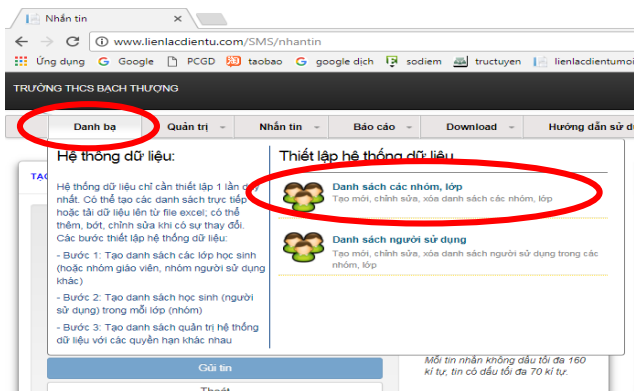 Nhắn tin
www.lienlacdientu.com/SMS/nhantin
Ứng dụng Google PCGD taobao google dịch sodiem tructuyen lienlacdientumoi
TRƯỜNG THCS BẠCH THƯỢNG
Danh bạ Quản trị Nhắn tin Báo cáo Download Hướng dẫn sử
Hệ thống dữ liệu:
Hệ thống dữ liệu chỉ cần thiết lập 1 lần duy
nhất. Có thể tạo các danh sách trực tiếp
hoặc tải dữ liệu lên từ file excel; có thể
thêm, bớt, chỉnh sửa khi có sự thay đổi.
Các bước thiết lập hệ thống dữ liệu:
- Bước 1: Tạo danh sách các lớp học sinh
(hoặc nhóm giáo viên, nhóm người sử dụng
khác)
- Bước 2: Tạo danh sách học sinh (người
sử dụng) trong mỗi lớp (nhóm)
- Bước 3: Tạo danh sách quản trị hệ thống
dữ liệu với các quyền hạn khác nhau
Thiết lập hệ thống dữ liệu
Danh sách các nhóm, lớp
Tạo mới, chỉnh sửa, xóa danh sách các nhóm, lớp
Danh sách người sử dụng
Tạo mới, chỉnh sửa, xóa danh sách người sử dụng trong các
nhóm, lớp
TẠO
Gửi tin
Thoát
Mỗi tin nhắn không dấu tối đa 160
kí tự, tin có dấu tối đa 70 kí tự.